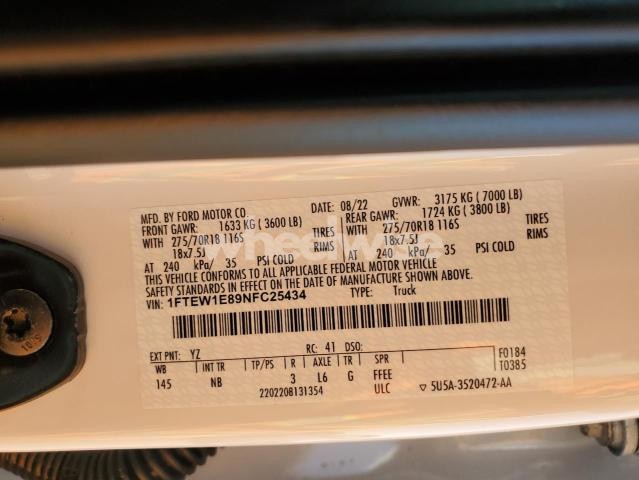 MFD. BY FORD MOTOR CO. 08/22 GVWR: 3175 KG ( 7000 LB)
FRONT GAWR: 1633 KG ( 3600 LB) REAR GAWR: 1724 KG ( 3800 LB)
WITH 275/70R18 116S TIRES WITH 275/70R18 116S TIRES
18x7.5J RIMS 18x7.5J RIMS
AT 240 kPa/ 35 PSI COLD AT 240 kPa/ 35 PSI COLD
THIS VEHICLE CONFORMS TO ALL APPLICABLE FEDERAL MOTOR VEHICLE
SAFETY STANDARDS IN EFFECT ON THE DATE OF MANUFACTURE SHOWN ABOVE.
VIN: 1FTEW1E89NFC25434 TYPE: Truck
EXT PNT: YZ RC: 41 DSO: F0184
WB INT TR TP/PS R AXLE TR SPR T0385
145 NB 3 L6 G FFEE
2202208131354 ULC ▽ 5U5A-3520472-AA
wheelwise